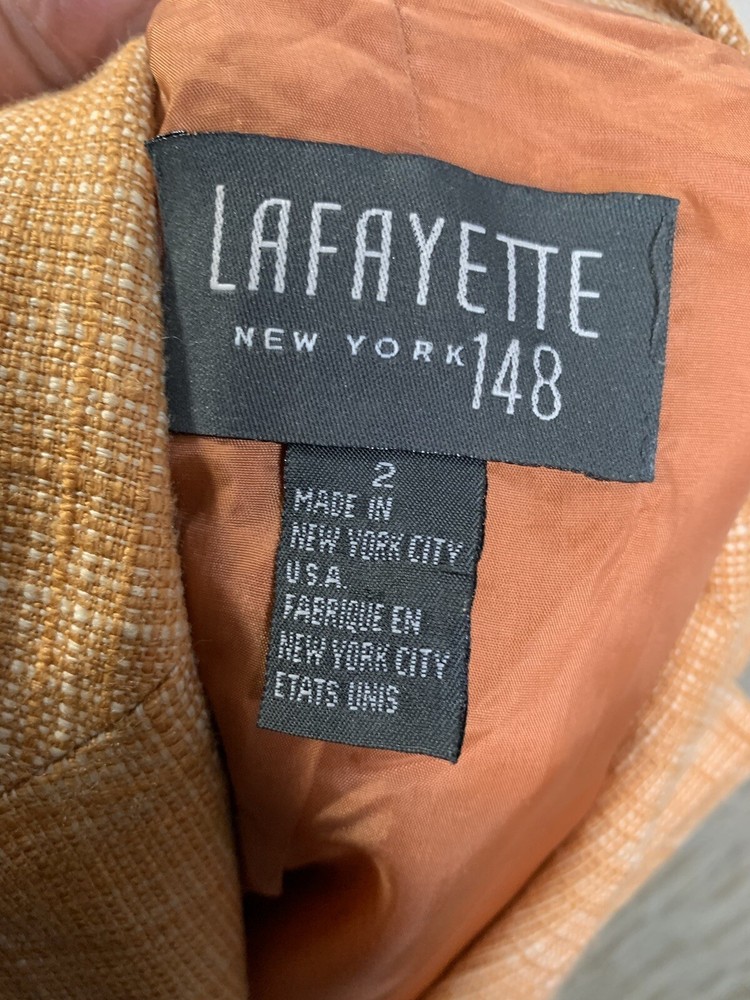 LAFAYETTE
NEW YORK 148
2
MADE IN
NEW YORK CITY
U.S.A.
FABRIQUE EN
NEW YORK CITY
ETATS UNIS